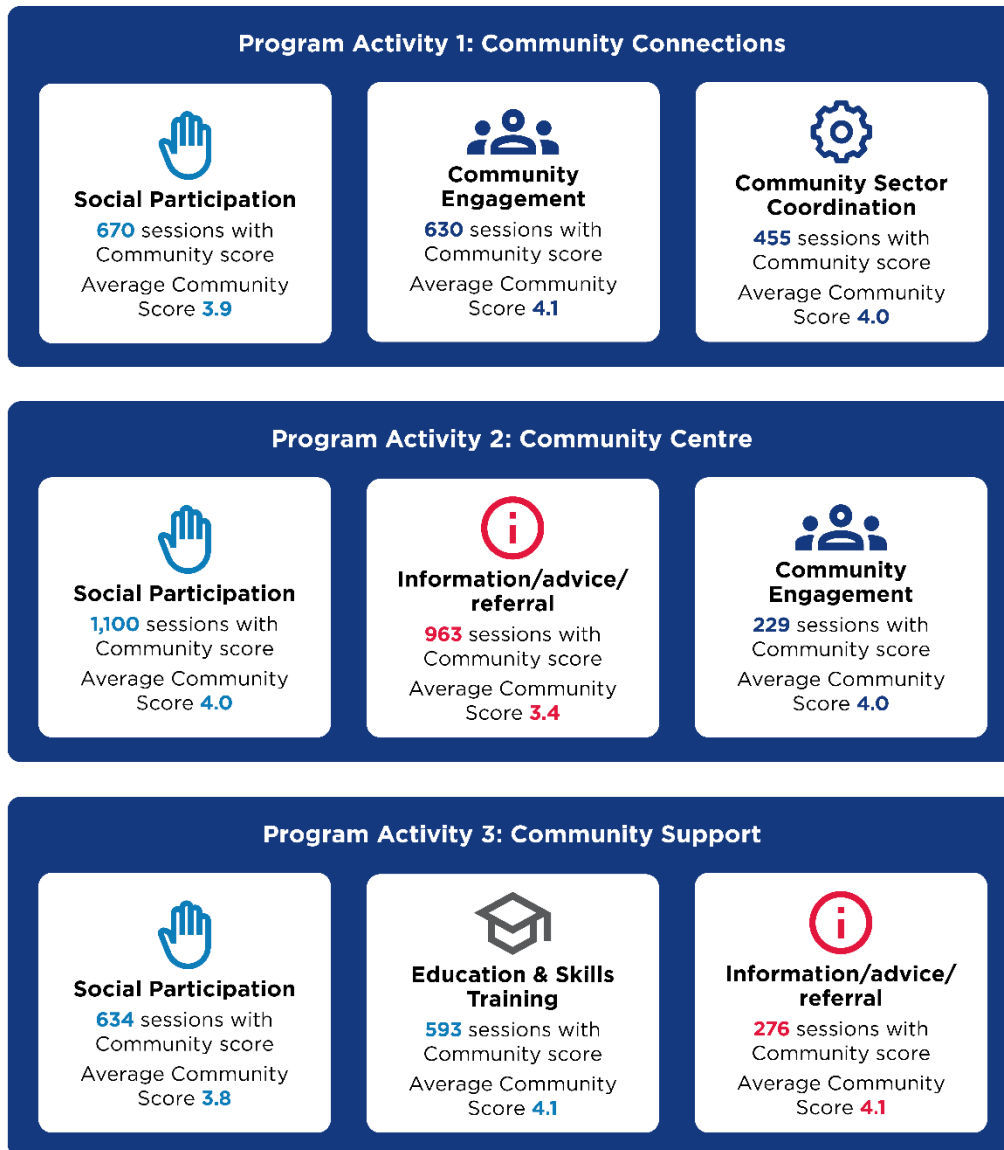 Program Activity 1: Community Connections
Social Participation
670 sessions with
Community score
Average Community
Score 3.9
Community
Engagement
630 sessions with
Community score
Average Community
Score 4.1
Community Sector
Coordination
455 sessions with
Community score
Average Community
Score 4.0
Program Activity 2: Community Centre
Social Participation
1,100 sessions with
Community score
Average Community
Score 4.0
Information/advice/
referral
963 sessions with
Community score
Average Community
Score 3.4
Community
Engagement
229 sessions with
Community score
Average Community
Score 4.0
Program Activity 3: Community Support
Social Participation
634 sessions with
Community score
Average Community
Score 3.8
Education & Skills
Training
593 sessions with
Community score
Average Community
Score 4.1
Information/advice/
referral
276 sessions with
Community score
Average Community
Score 4.1